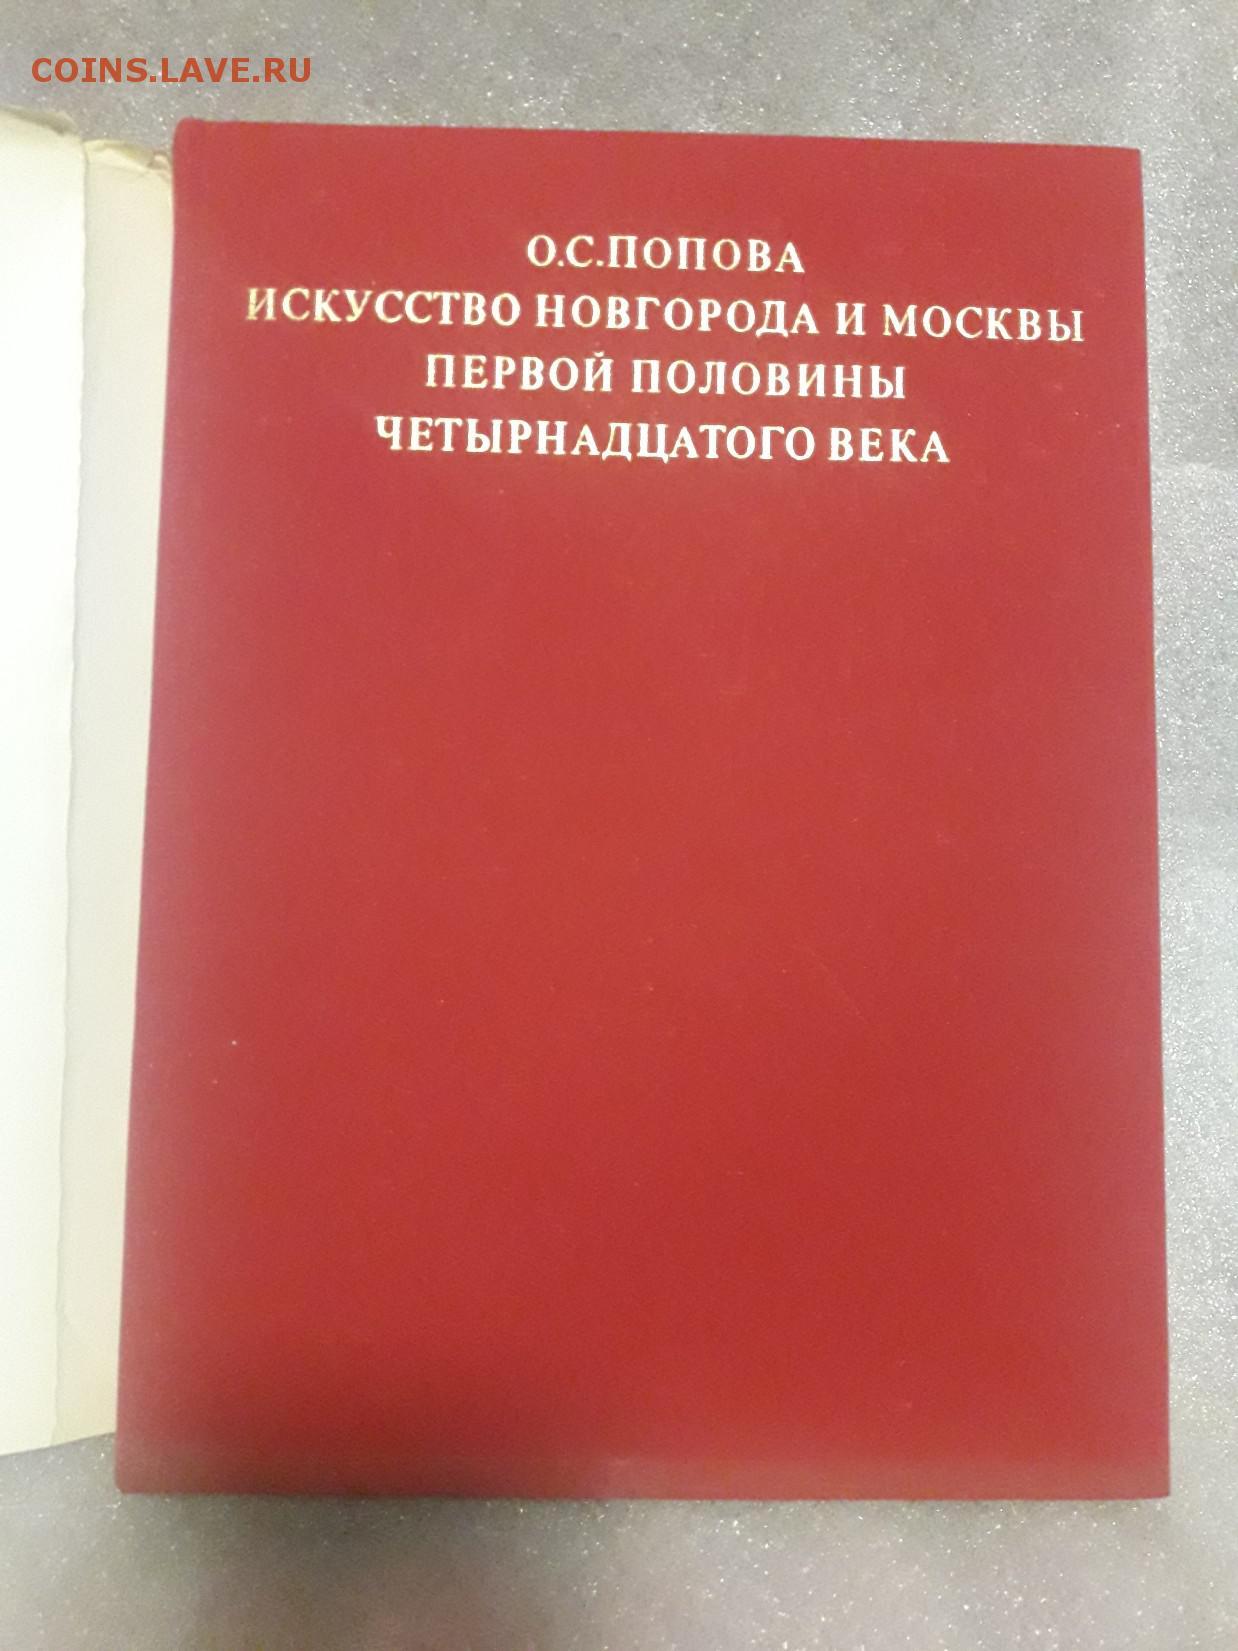 COINS.LAVE.RU
О.С.ПОПОВА
ИСКУССТВО НОВГОРОДА И МОСКВЫ
ПЕРВОЙ ПОЛОВИНЫ
ЧЕТЫРНАДЦАТОГО ВЕКА